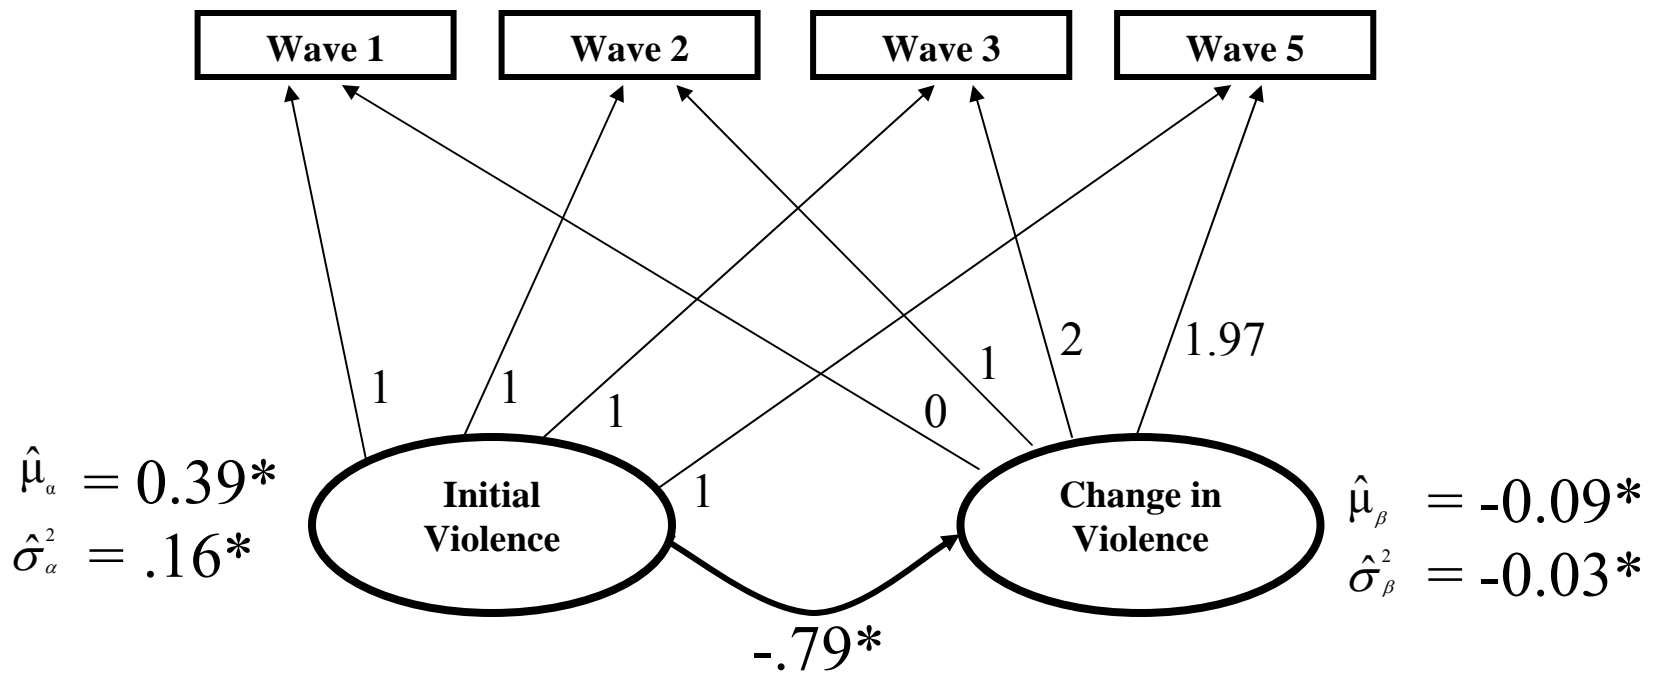 Wave 1
Wave 2
Wave 3
Wave 5
2
1.97
1
1
1
1
0
1
μ̂α = 0.39*
σ̂²α = .16*
Initial
Violence
Change in
Violence
μ̂β = -0.09*
σ̂²β = -0.03*
-.79*